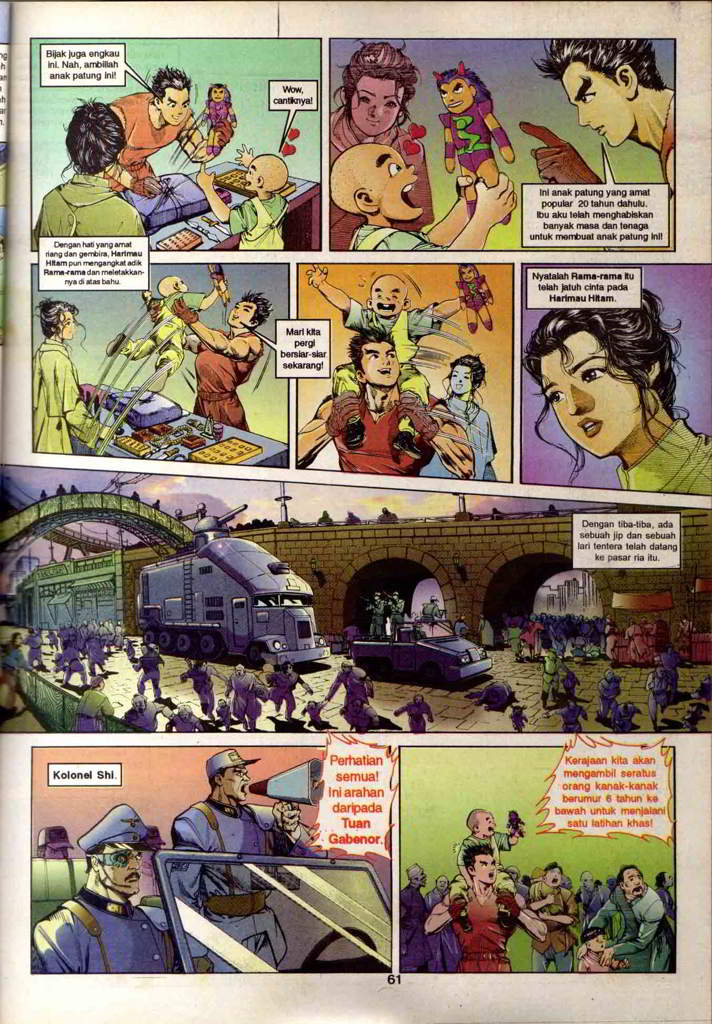 Bijak juga engkau
ini. Nah, ambillah
anak patung ini!
Wow,
cantiknya!
Ini anak patung yang amat
popular 20 tahun dahulu.
Ibu aku telah menghabiskan
banyak masa dan tenaga
untuk membuat anak patung ini!
Dengan hati yang amat
riang dan gembira, Harimau
Hitam pun mengangkat adik
Rama-rama dan meletakkan-
nya di atas bahu.
Mari kita
pergi
bersiar-siar
sekarang!
Nyatalah Rama-rama itu
telah jatuh cinta pada
Harimau Hitam.
Dengan tiba-tiba, ada
sebuah jip dan sebuah
lari tentera telah datang
ke pasar ria itu.
Kolonel Shi.
Perhatian
semua!
Ini arahan
daripada
Tuan
Gabenor.
Kerajaan kita akan
mengambil seratus
orang kanak-kanak
berumur 6 tahun ke
bawah untuk menjalani
satu latihan khas!
61